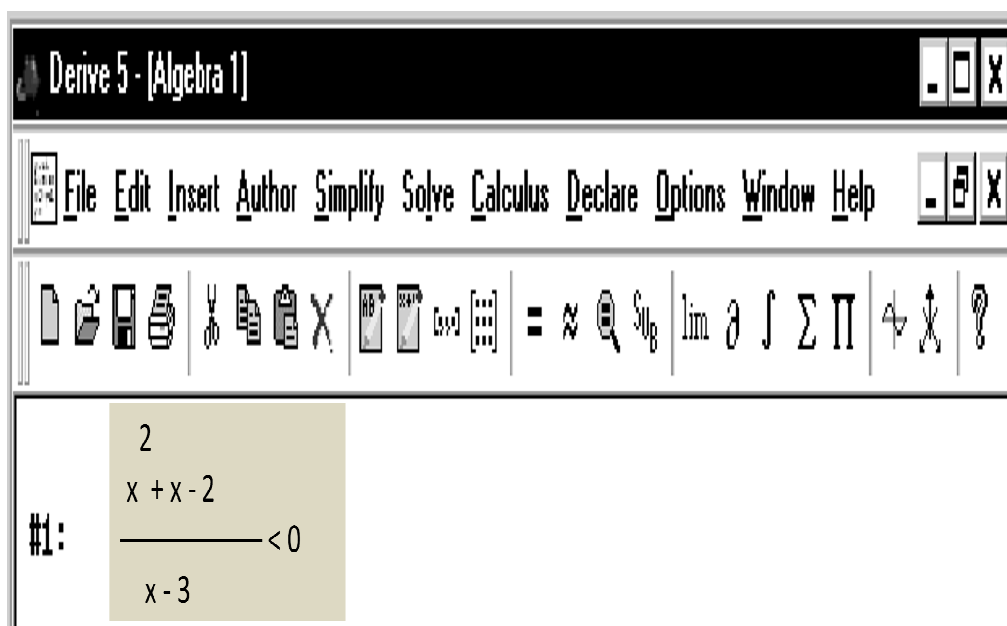 Derive 5 - [Algebra 1]
File Edit Insert Author Simplify Solve Calculus Declare Options Window Help
= ≈ SUB lim ∂ ∫ ∑ ∏ ?
2
x + x - 2
#1: < 0
x - 3